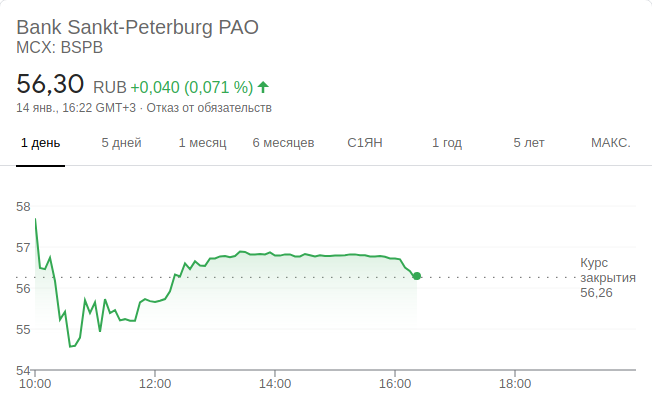 Bank Sankt-Peterburg PAO
MCX: BSPB
56,30 RUB +0,040 (0,071 %)
14 янв., 16:22 GMT+3 · Отказ от обязательств
1 день 5 дней 1 месяц 6 месяцев С1ЯН 1 год 5 лет МАКС.
58
57
Курс
закрытия
56,26
56
55
54
10:00 12:00 14:00 16:00 18:00